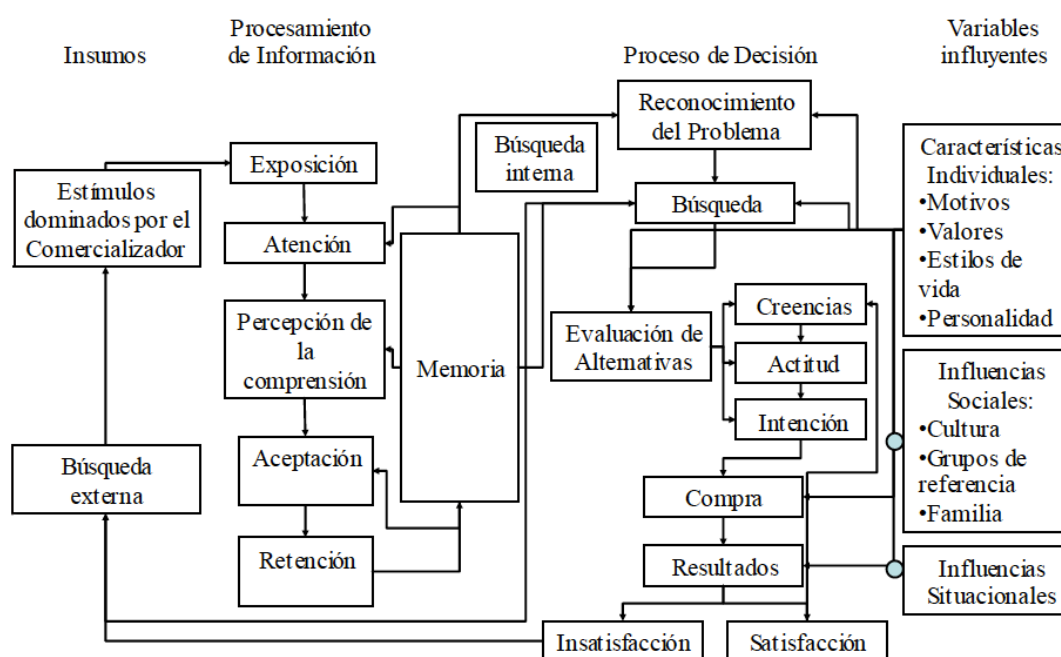 Insumos
Procesamiento
de Información
Proceso de Decisión
Variables
influyentes
Estímulos
dominados por el
Comercializador
Búsqueda
externa
Exposición
Atención
Percepción de
la
comprensión
Aceptación
Retención
Memoria
Búsqueda
interna
Reconocimiento
del Problema
Búsqueda
Evaluación de
Alternativas
Creencias
Actitud
Intención
Compra
Resultados
Insatisfacción
Satisfacción
Características
Individuales:
•Motivos
•Valores
•Estilos de
vida
•Personalidad
Influencias
Sociales:
•Cultura
•Grupos de
referencia
•Familia
Influencias
Situacionales